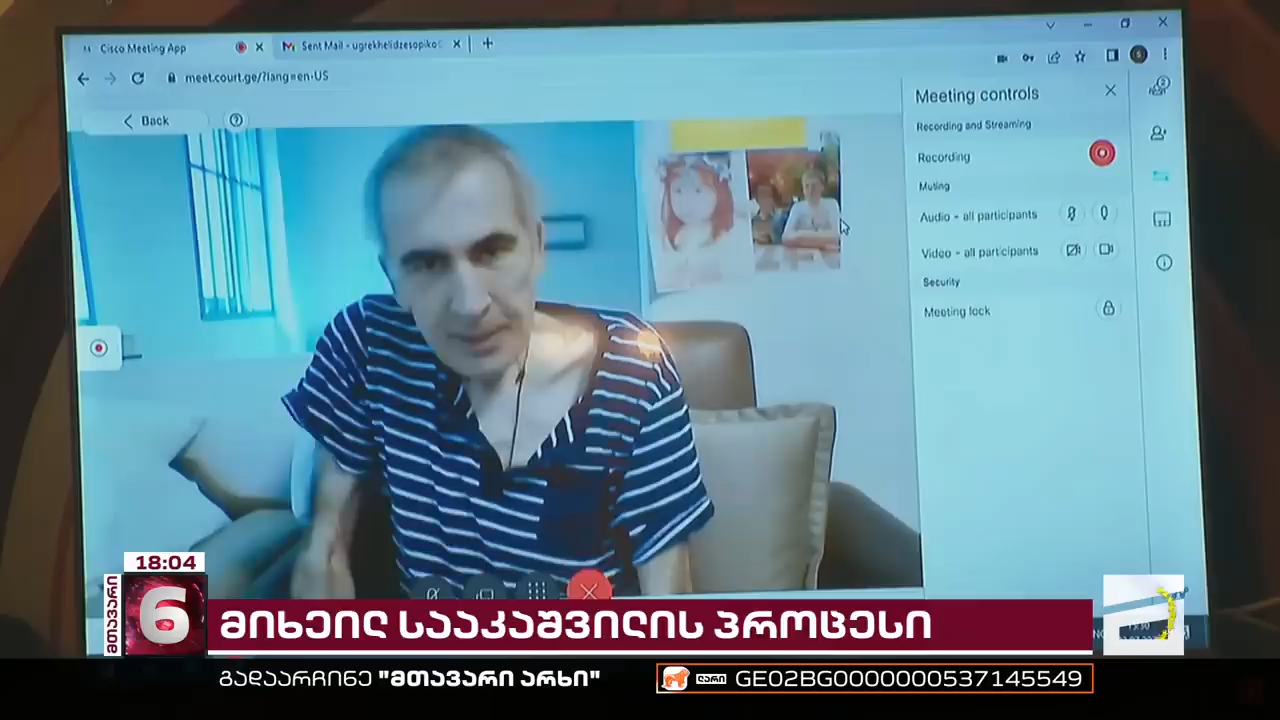 Cisco Meeting App
Sent Mail - ugrekhelidzesopiko
meet.court.ge/?lang=en-US
Back
Meeting controls
Recording and Streaming
Recording
Muting
Audio - all participants
Video - all participants
Security
Meeting lock
18:04
მთავარი
6
მიხეილ სააკაშვილის პროცესი
გადაარჩინე "მთავარი არხი"
ლარი GE02BG0000000537145549